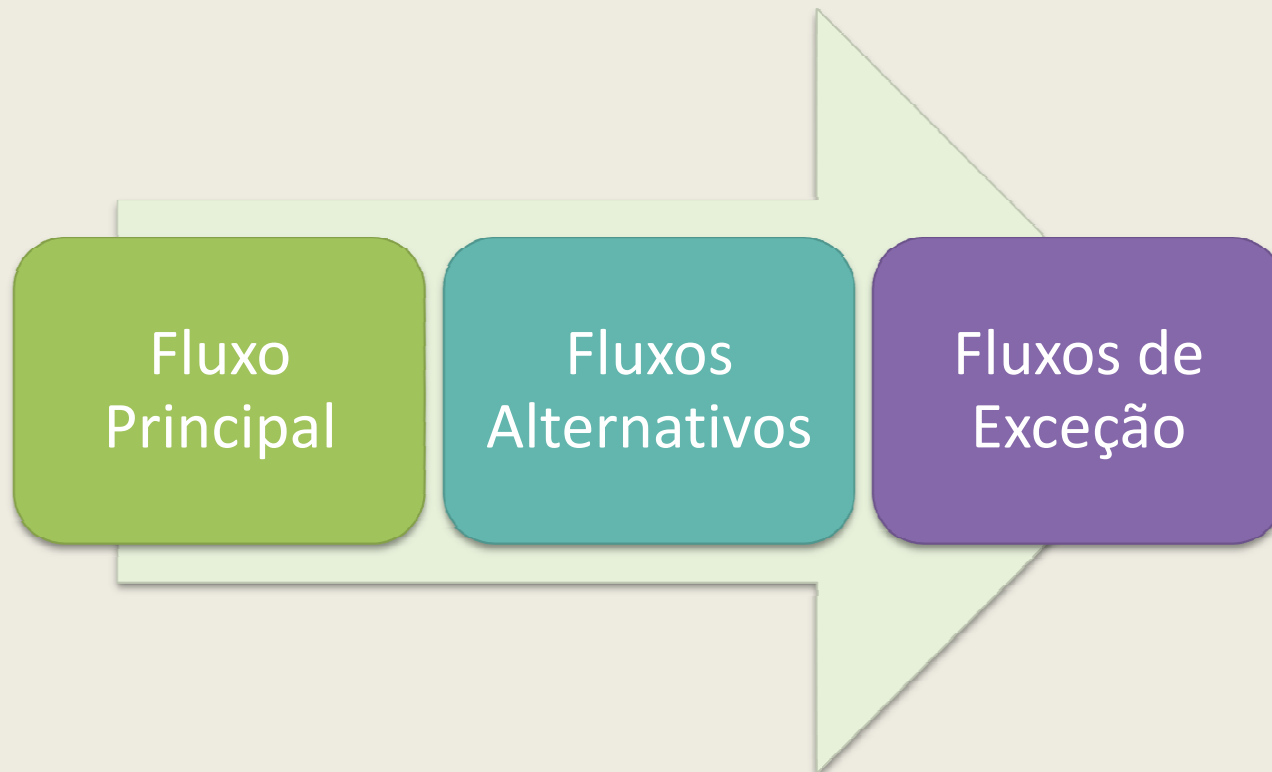 Fluxo
Principal
Fluxos
Alternativos
Fluxos de
Exceção